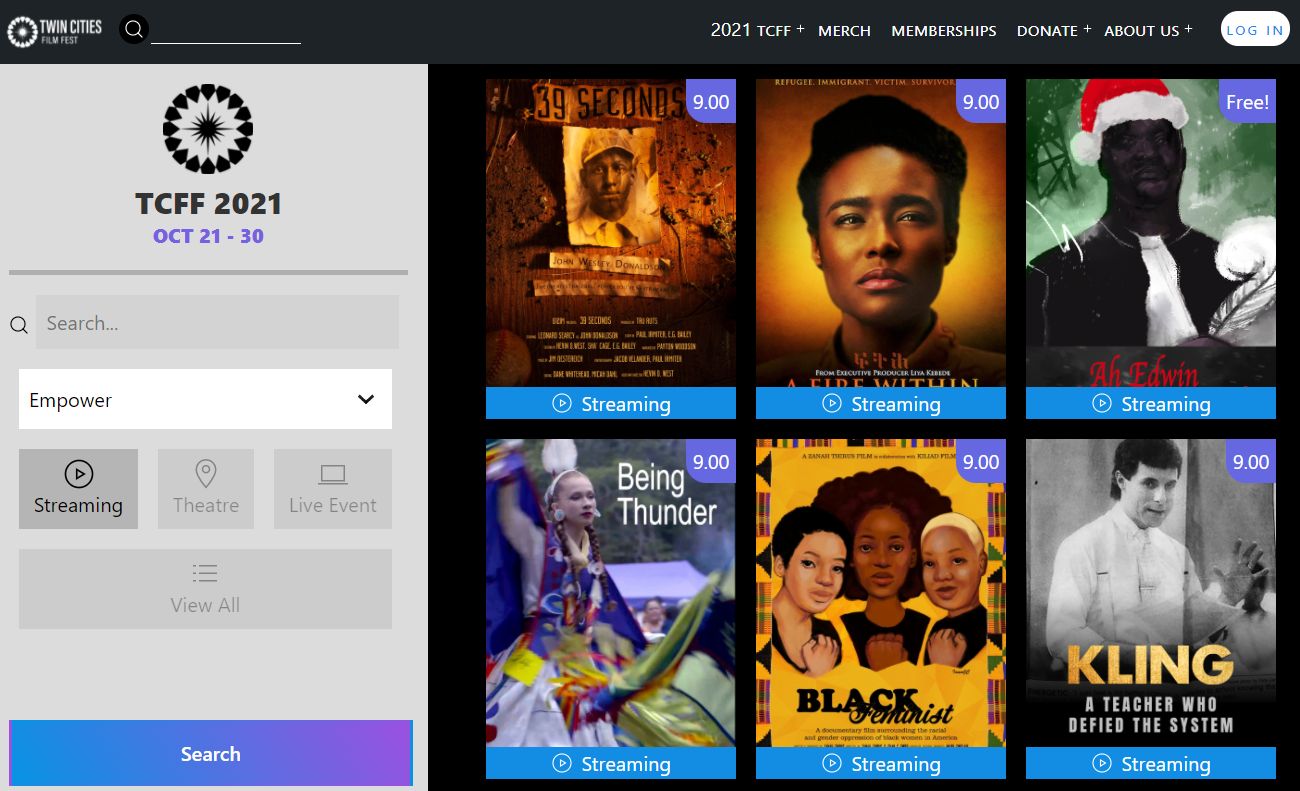 TWIN CITIES
FILM FEST
2021 TCFF +
MERCH
MEMBERSHIPS
DONATE +
ABOUT US +
LOG IN
TCFF 2021
OCT 21 - 30
Search...
Empower
Streaming
Theatre
Live Event
View All
Search
39 SECONDS
9.00
JOHN WESLEY DONALDSON
Streaming
REFUGEE. IMMIGRANT. VICTIM. SURVIVOR
9.00
ፍትሕ
FROM EXECUTIVE PRODUCER LIYA KEBEDE
A FIRE WITHIN
Streaming
Free!
Ah Edwin
Streaming
9.00
Being
Thunder
Streaming
A ZANAH THIRUS FILM in collaboration with KILIAD FILM
9.00
BLACK
Feminist
A documentary film surrounding the racial
and gender oppression of black women in America
Streaming
9.00
KLING
A TEACHER WHO
DEFIED THE SYSTEM
Streaming